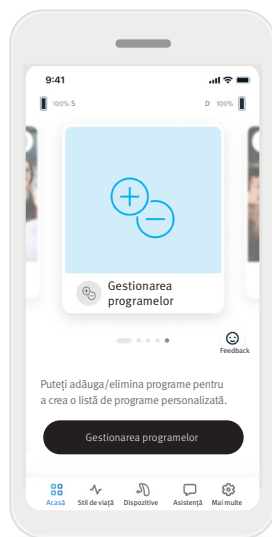 9:41
100% S
D 100%
Gestionarea
programelor
Feedback
Puteți adăuga/elimina programe pentru
a crea o listă de programe personalizată.
Gestionarea programelor
Acasă Stil de viață Dispozitive Asistență Mai multe